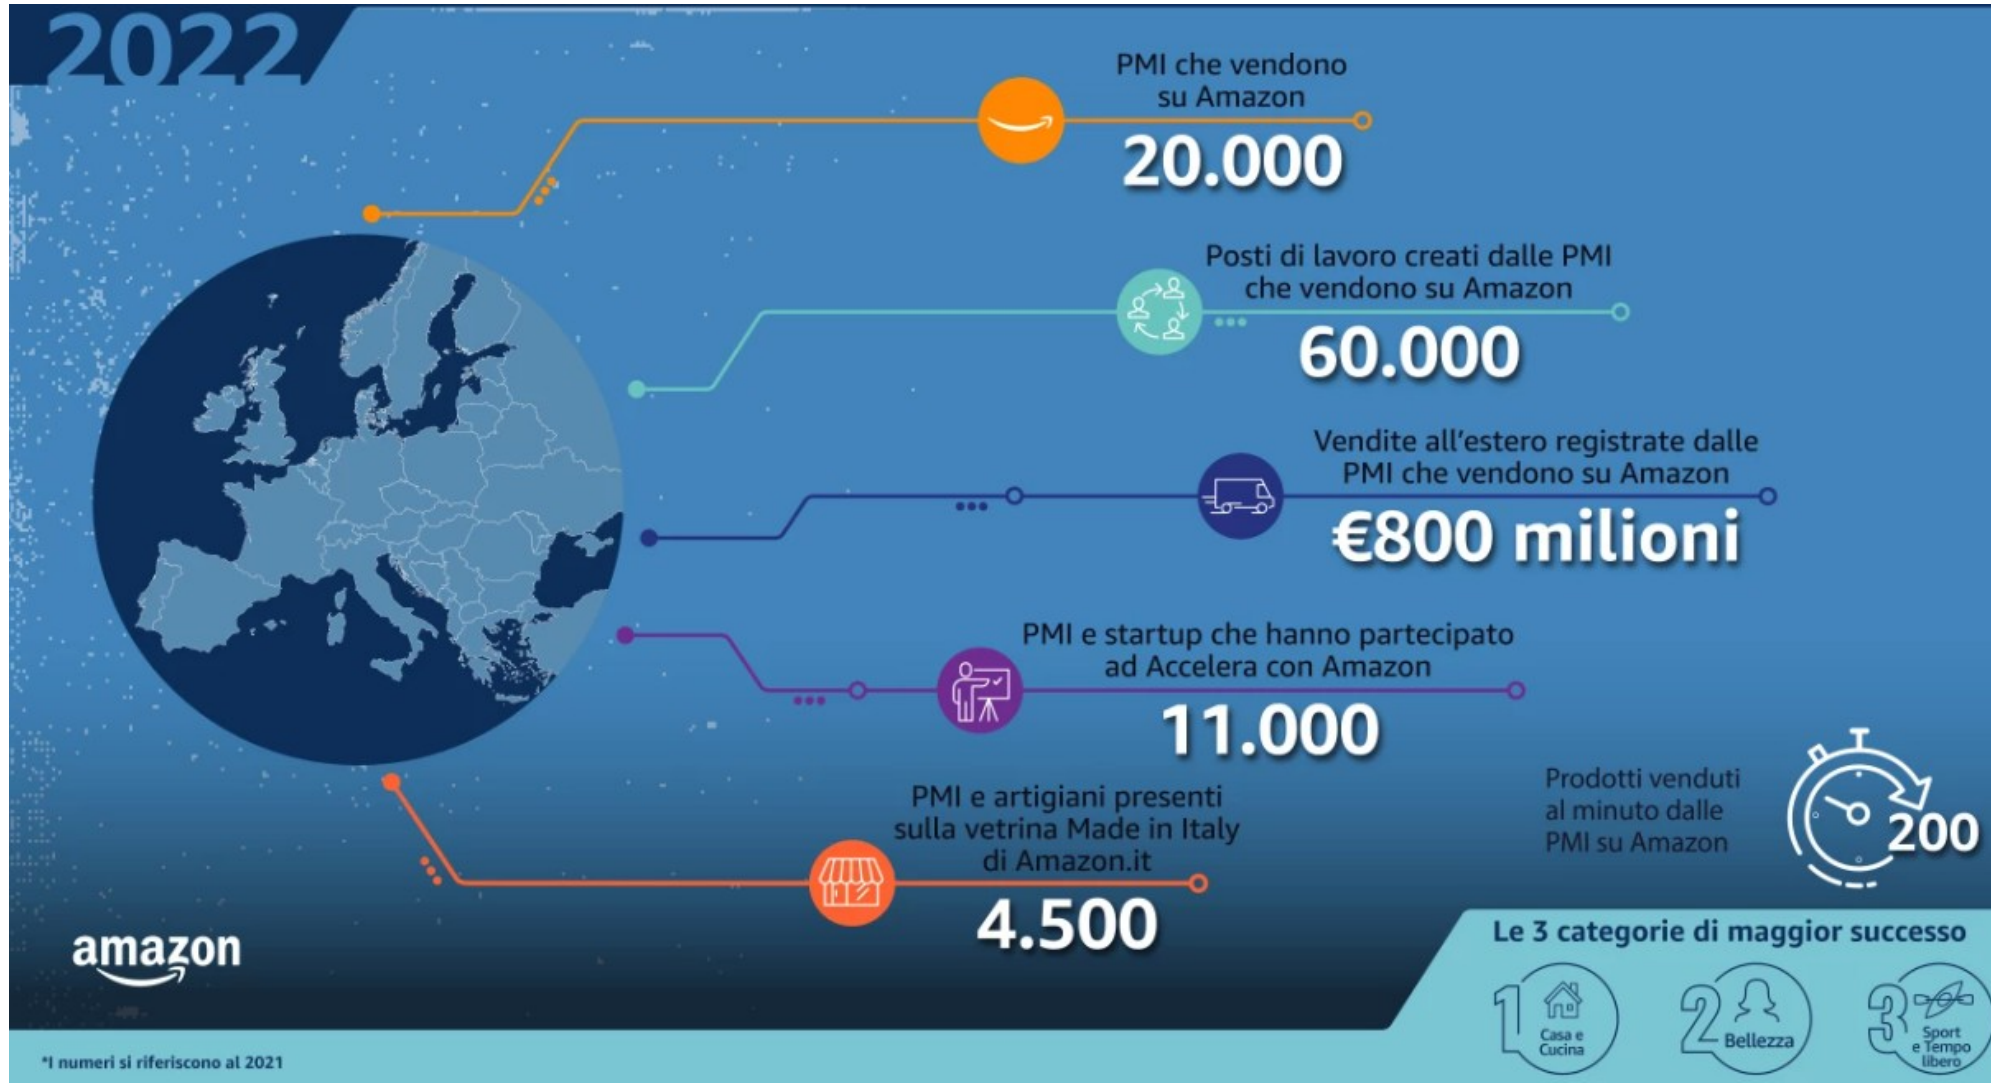 2022
PMI che vendono
su Amazon
20.000
Posti di lavoro creati dalle PMI
che vendono su Amazon
60.000
Vendite all'estero registrate dalle
PMI che vendono su Amazon
€800 milioni
PMI e startup che hanno partecipato
ad Accelera con Amazon
11.000
PMI e artigiani presenti
sulla vetrina Made in Italy
di Amazon.it
4.500
Prodotti venduti
al minuto dalle
PMI su Amazon
200
amazon
Le 3 categorie di maggior successo
1
Casa e
Cucina
2
Bellezza
3
Sport
e Tempo
libero
*I numeri si riferiscono al 2021